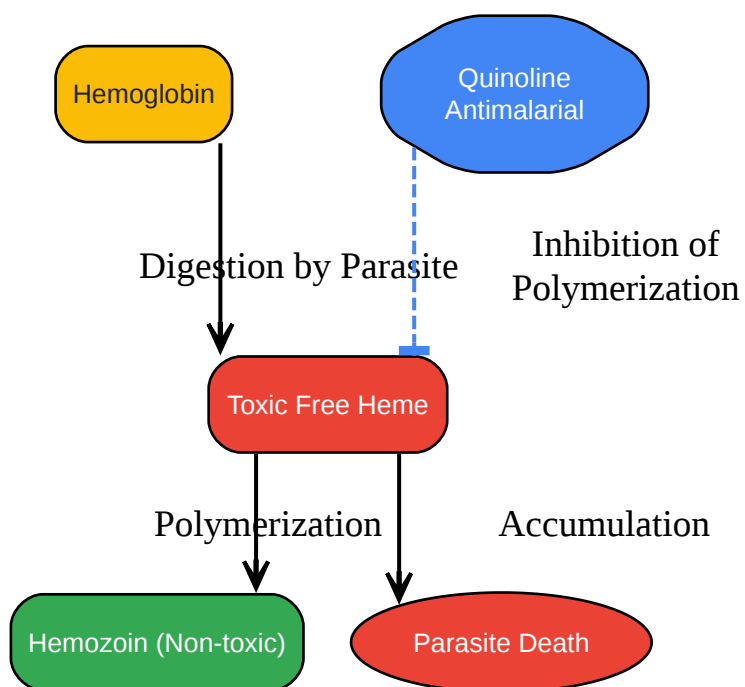 Hemoglobin
Quinoline
Antimalarial
Digestion by Parasite
Inhibition of
Polymerization
Toxic Free Heme
Polymerization
Accumulation
Hemozoin (Non-toxic)
Parasite Death